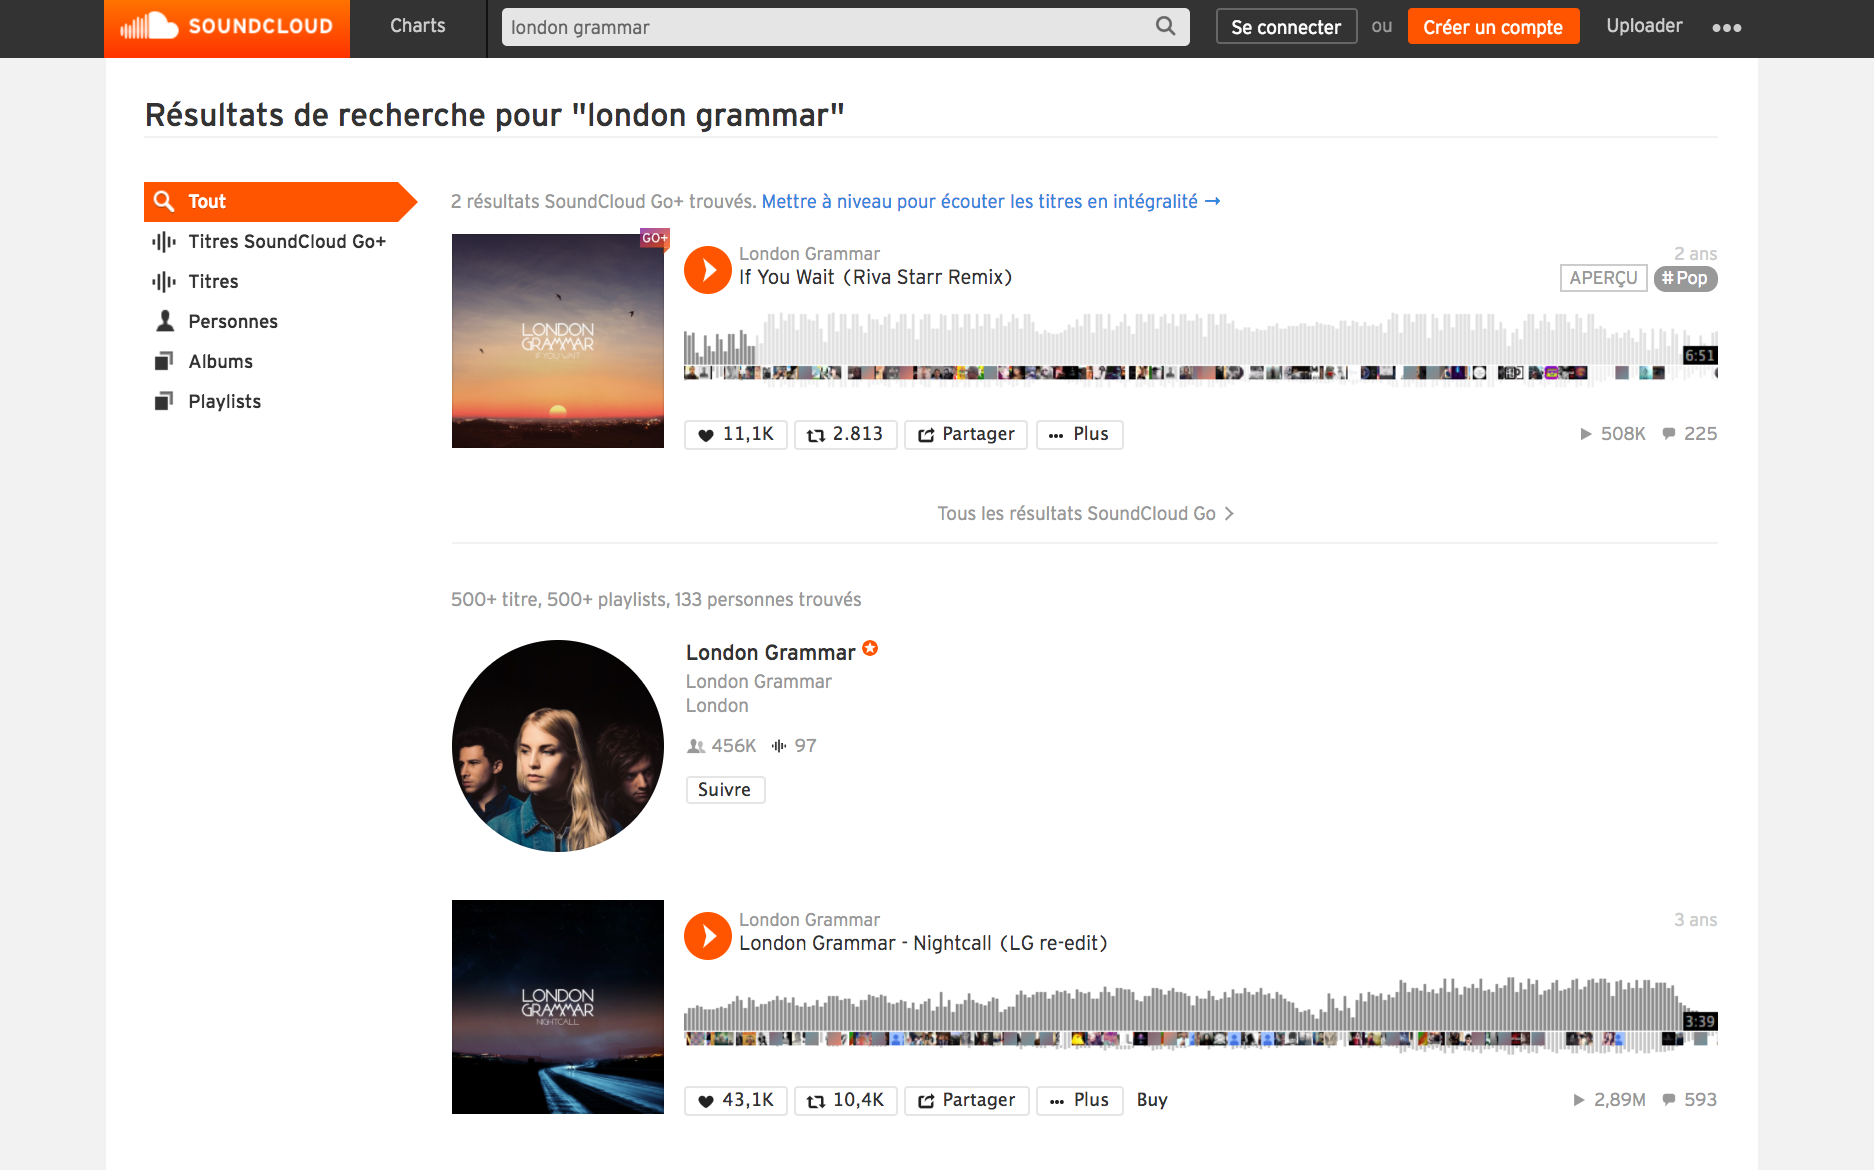 SOUNDCLOUD
Charts
london grammar
Se connecter
ou
Créer un compte
Uploader
Résultats de recherche pour "london grammar"
Tout
Titres SoundCloud Go+
Titres
Personnes
Albums
Playlists
2 résultats SoundCloud Go+ trouvés. Mettre à niveau pour écouter les titres en intégralité →
GO+
LONDON
GRAMMAR
IF YOU WAIT
London Grammar
If You Wait (Riva Starr Remix)
2 ans
APERÇU
# Pop
6:51
11,1K
2.813
Partager
Plus
508K
225
Tous les résultats SoundCloud Go
500+ titre, 500+ playlists, 133 personnes trouvés
London Grammar
London Grammar
London
456K
97
Suivre
LONDON
GRAMMAR
NIGHTCALL
London Grammar
London Grammar - Nightcall (LG re-edit)
3 ans
3:39
43,1K
10,4K
Partager
Plus
Buy
2,89M
593